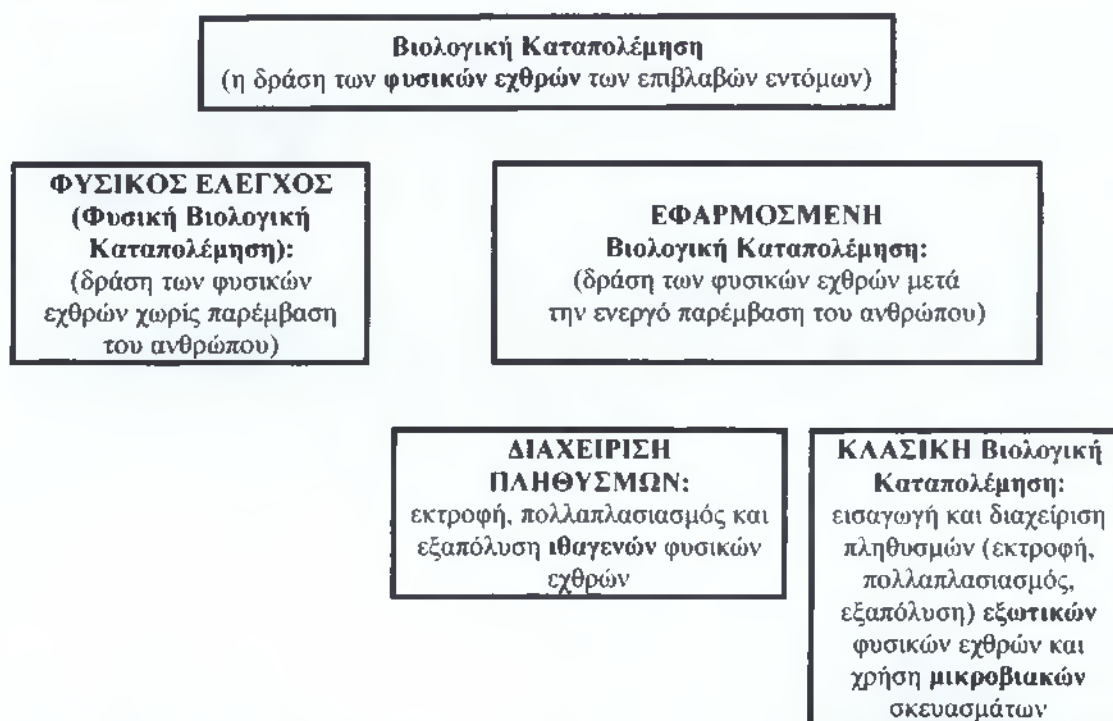 Βιολογική Καταπολέμηση
(η δράση των φυσικών εχθρών των επιβλαβών εντόμων)
ΦΥΣΙΚΟΣ ΕΛΕΓΧΟΣ
(Φυσική Βιολογική
Καταπολέμηση):
(δράση των φυσικών
εχθρών χωρίς παρέμβαση
του ανθρώπου)
ΕΦΑΡΜΟΣΜΕΝΗ
Βιολογική Καταπολέμηση:
(δράση των φυσικών εχθρών μετά
την ενεργό παρέμβαση του ανθρώπου)
ΔΙΑΧΕΙΡΙΣΗ
ΠΛΗΘΥΣΜΩΝ:
εκτροφή, πολλαπλασιασμός και
εξαπόλυση ιθαγενών φυσικών
εχθρών
ΚΛΑΣΙΚΗ Βιολογική
Καταπολέμηση:
εισαγωγή και διαχείριση
πληθυσμών (εκτροφή,
πολλαπλασιασμός,
εξαπόλυση) εξωτικών
φυσικών εχθρών και
χρήση μικροβιακών
σκευασμάτων